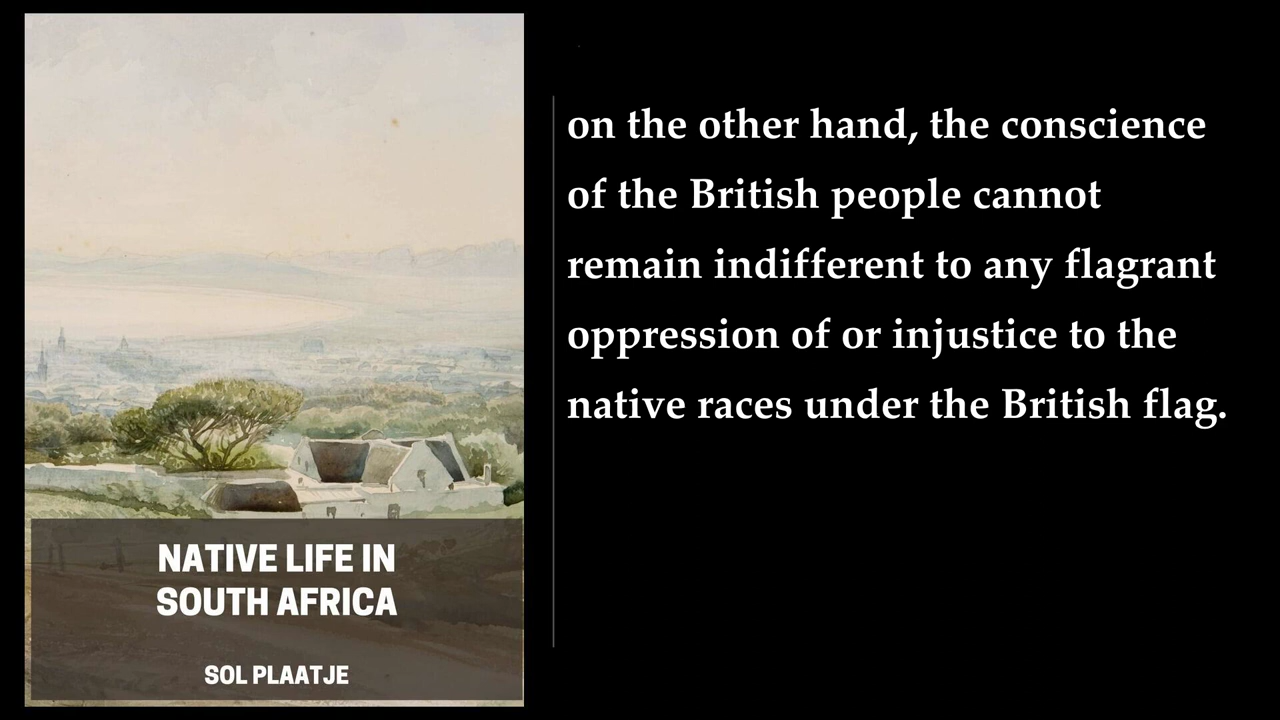 NATIVE LIFE IN
SOUTH AFRICA
SOL PLAATJE
on the other hand, the conscience
of the British people cannot
remain indifferent to any flagrant
oppression of or injustice to the
native races under the British flag.